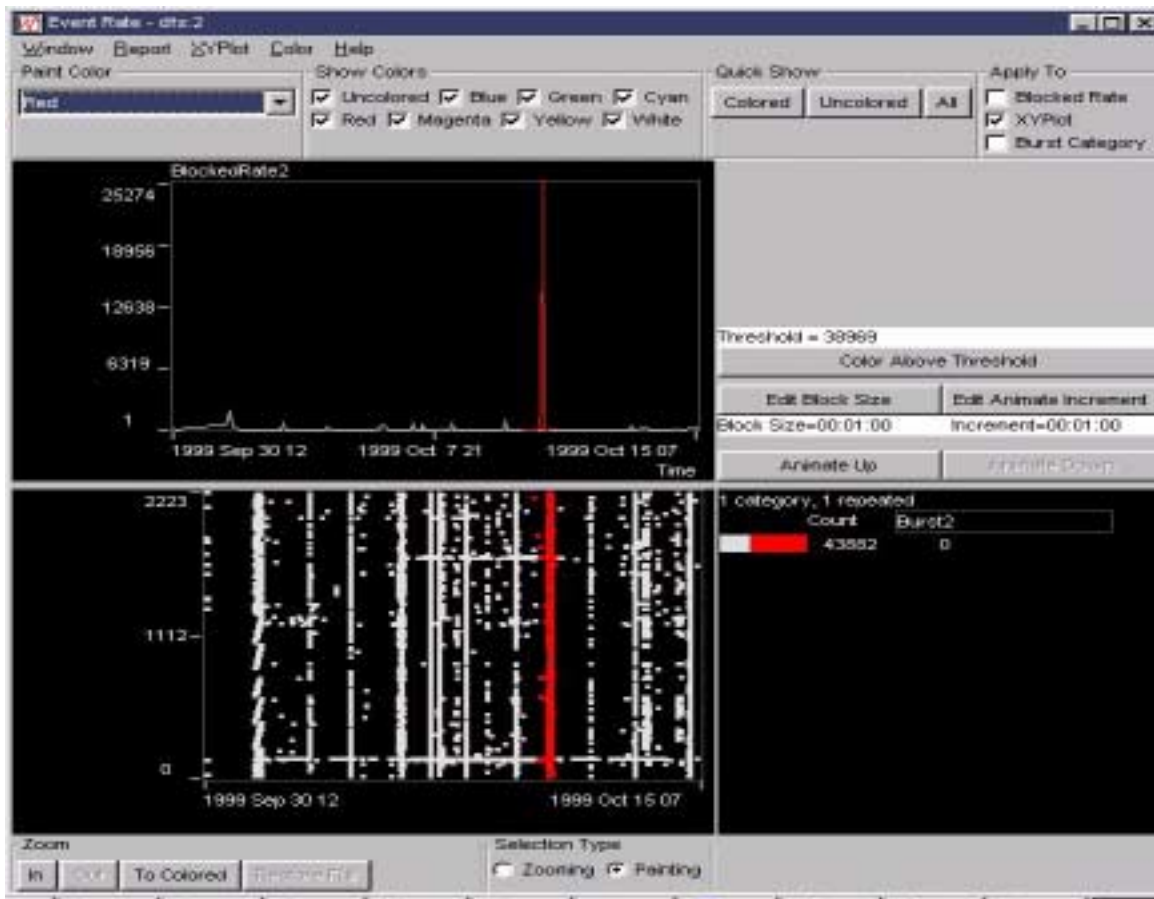 Event Rate - dts:2
Window Report XYPlot Color Help
Paint Color
Red
Show Colors
Uncolored Blue Green Cyan
Red Magenta Yellow White
Quick Show
Colored Uncolored All
Apply To
Blocked Rate
XYPlot
Burst Category
BlockedRate2
25274
18956
12638
6319
1
1999 Sep 30 12 1999 Oct 7 21 1999 Oct 15 07
Time
Threshold = 38969
Color Above Threshold
Edit Block Size Edit Animate Increment
Block Size=00:01:00 Increment=00:01:00
Animate Up Animate Down
2223
1112
0
1999 Sep 30 12 1999 Oct 15 07
1 category, 1 repeated
Count Burst2
43882 0
Zoom
In Out To Colored Restore Full
Selection Type
Zooming Painting